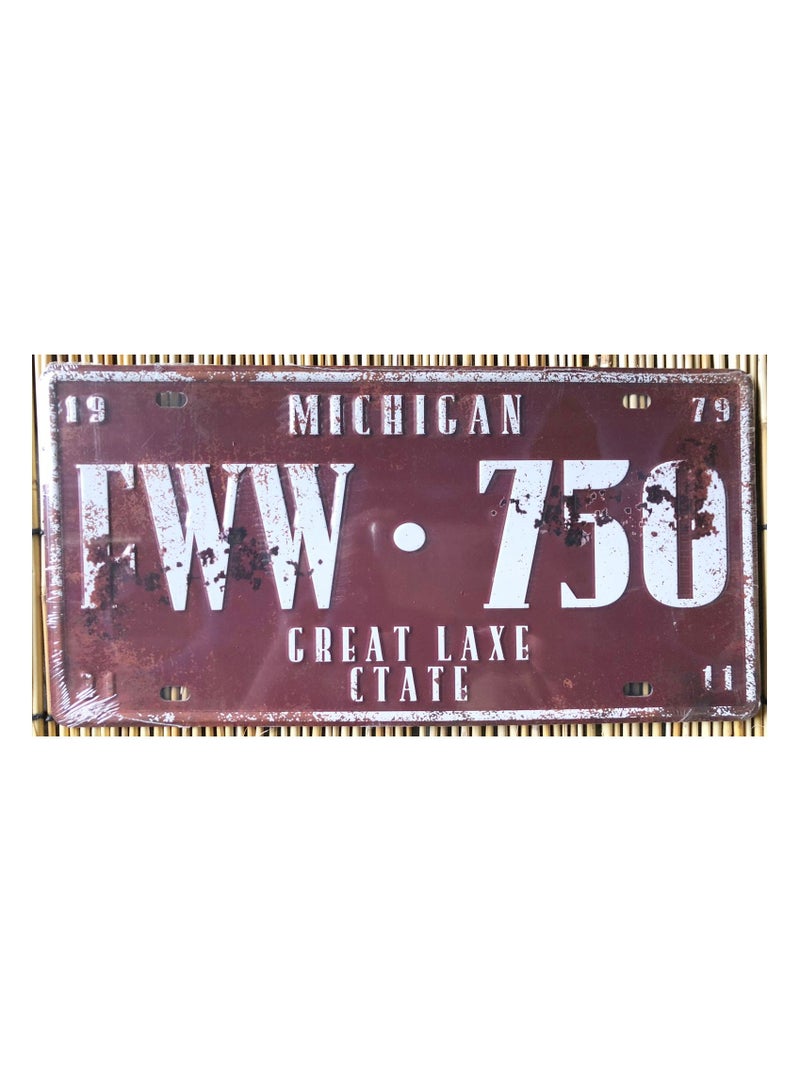 19 MICHIGAN 79
FWW · 750
GREAT LAXE
CTATE
11